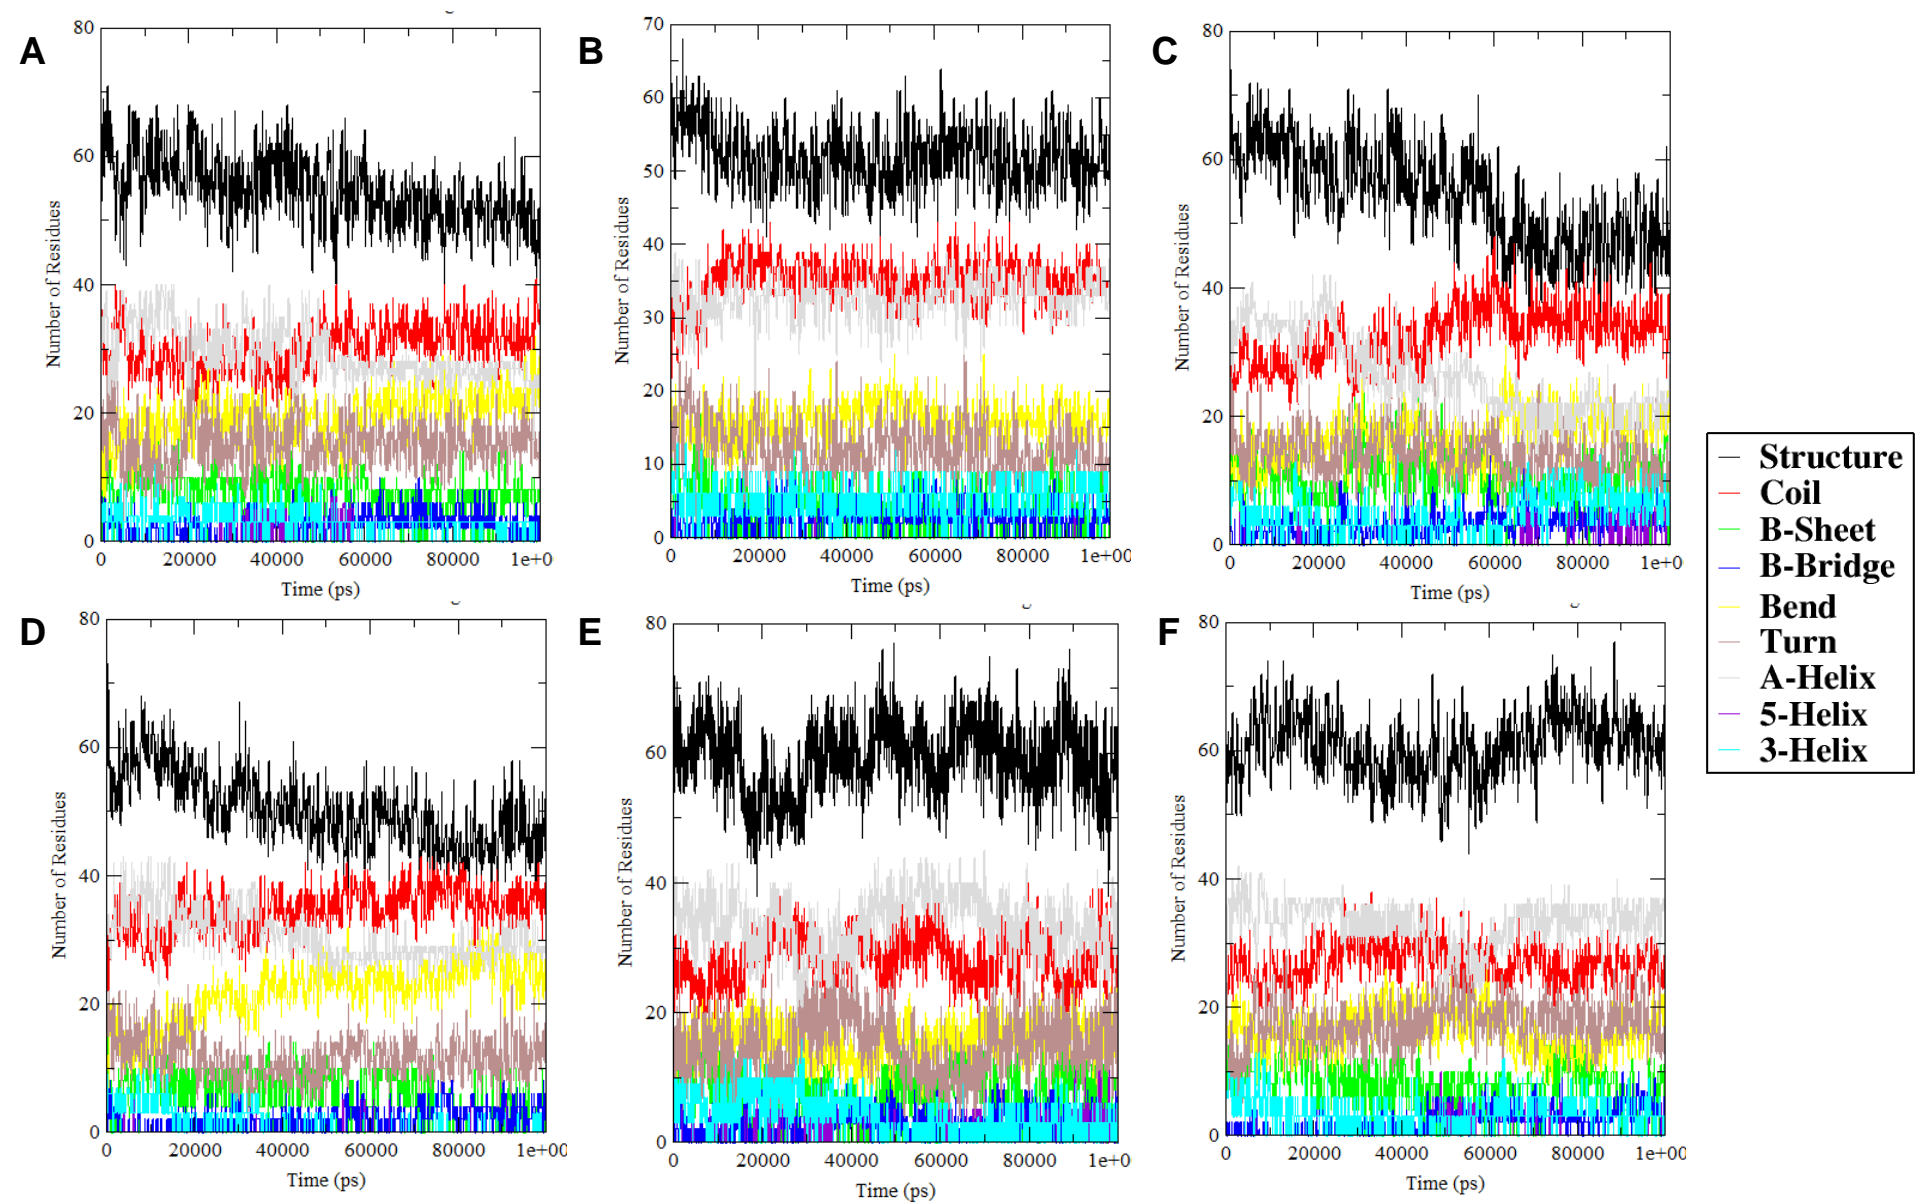 A
80
60
40
20
0
Number of Residues
0 20000 40000 60000 80000 1e+0
Time (ps)
B
70
60
50
40
30
20
10
0
Number of Residues
0 20000 40000 60000 80000 1e+0
Time (ps)
C
80
60
40
20
0
Number of Residues
0 20000 40000 60000 80000 1e+0
Time (ps)
D
80
60
40
20
0
Number of Residues
0 20000 40000 60000 80000 1e+0
Time (ps)
E
80
60
40
20
0
Number of Residues
0 20000 40000 60000 80000 1e+0
Time (ps)
F
80
60
40
20
0
Number of Residues
0 20000 40000 60000 80000 1e+00
Time (ps)
Structure
Coil
B-Sheet
B-Bridge
Bend
Turn
A-Helix
5-Helix
3-Helix